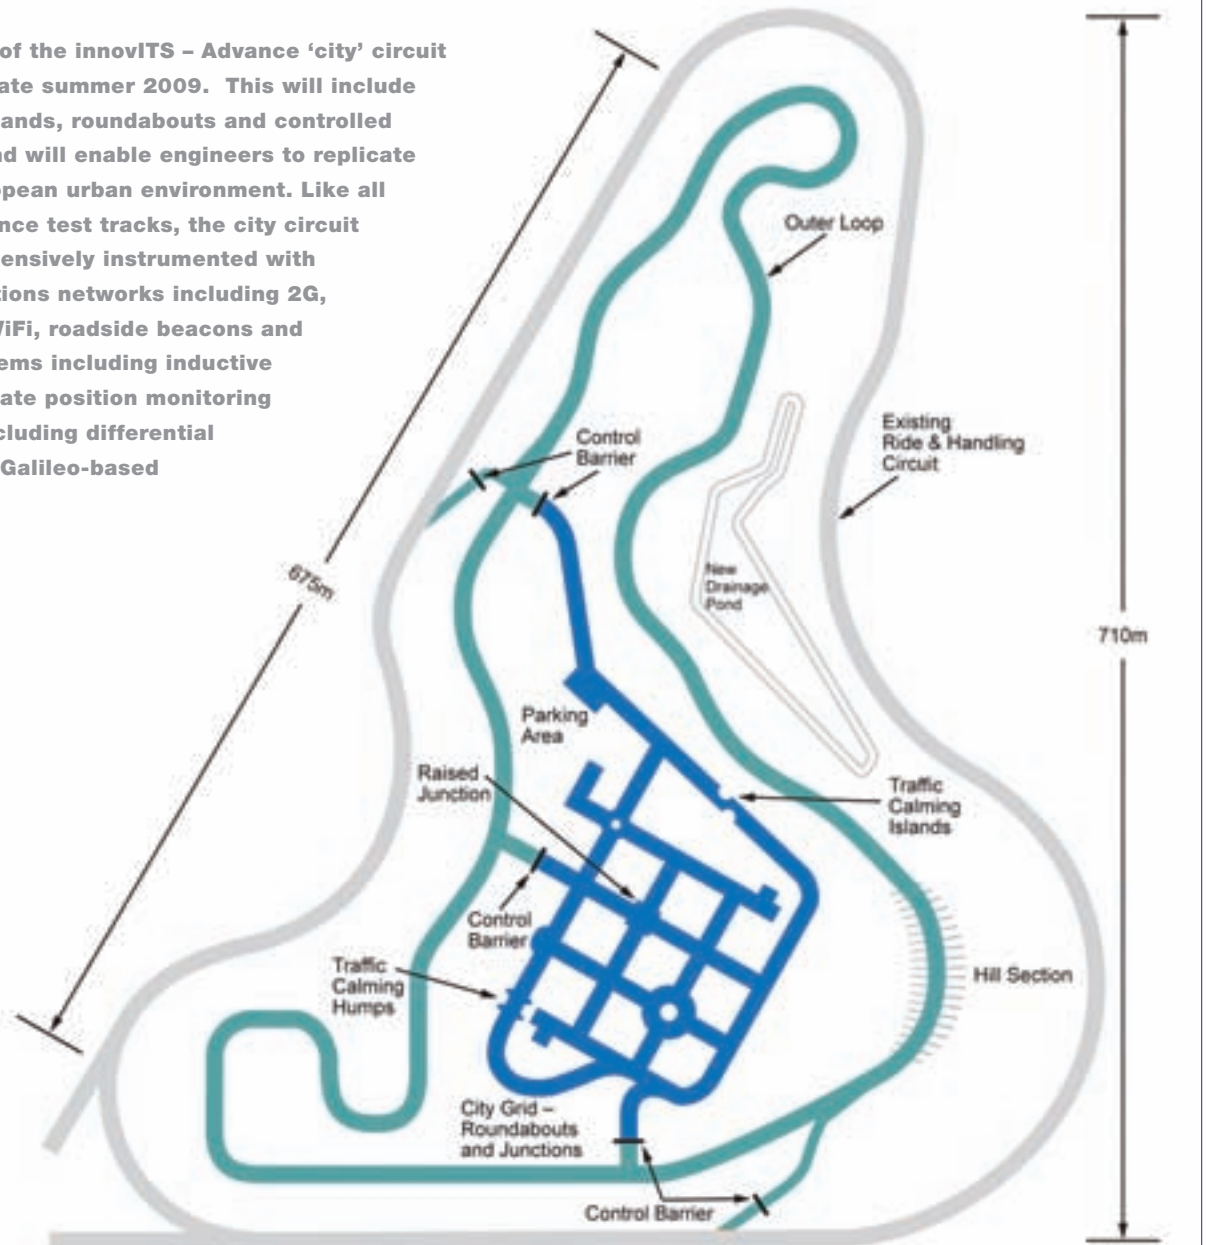 of the innovITS – Advance ‘city’ circuit
ate summer 2009. This will include
ands, roundabouts and controlled
nd will enable engineers to replicate
opean urban environment. Like all
nce test tracks, the city circuit
ensively instrumented with
tions networks including 2G,
WiFi, roadside beacons and
ems including inductive
ate position monitoring
cluding differential
Galileo-based
Outer Loop
Control
Barrier
Existing
Ride & Handling
Circuit
675m
New
Drainage
Pond
710m
Parking
Area
Raised
Junction
Traffic
Calming
Islands
Control
Barrier
Traffic
Calming
Humps
Hill Section
City Grid –
Roundabouts
and Junctions
Control Barrier